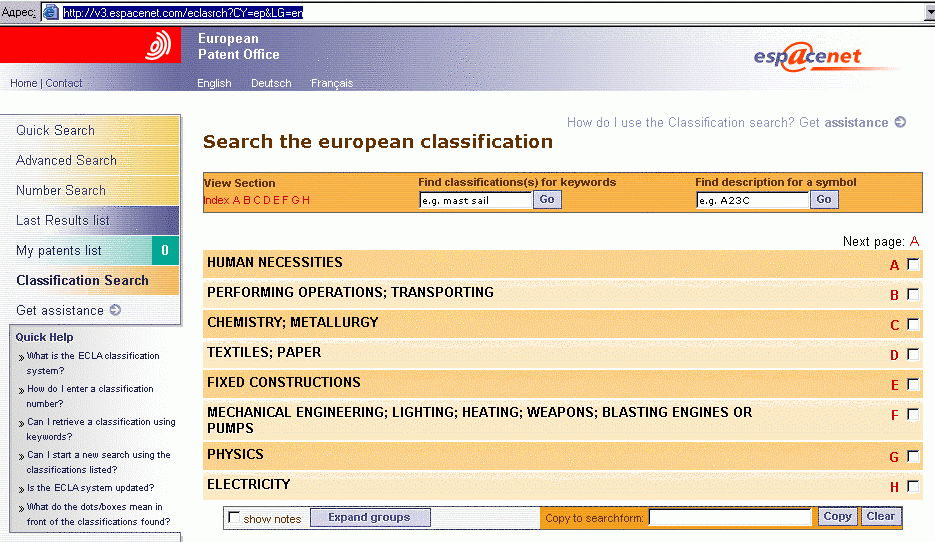 Адрес: http://v3.espacenet.com/eclasrch?CY=ep&LG=en
European
Patent Office
espacenet
Home | Contact
English Deutsch Français
How do I use the Classification search? Get assistance
Quick Search
Advanced Search
Number Search
Last Results list
My patents list 0
Classification Search
Get assistance
Quick Help
» What is the ECLA classification
system?
» How do I enter a classification
number?
» Can I retrieve a classification using
keywords?
» Can I start a new search using the
classifications listed?
» Is the ECLA system updated?
» What do the dots/boxes mean in
front of the classifications found?
Search the european classification
View Section
Index A B C D E F G H
Find classifications(s) for keywords
e.g. mast sail Go
Find description for a symbol
e.g. A23C Go
Next page: A
HUMAN NECESSITIES A
PERFORMING OPERATIONS; TRANSPORTING B
CHEMISTRY; METALLURGY C
TEXTILES; PAPER D
FIXED CONSTRUCTIONS E
MECHANICAL ENGINEERING; LIGHTING; HEATING; WEAPONS; BLASTING ENGINES OR F
PUMPS
PHYSICS G
ELECTRICITY H
show notes Expand groups Copy to searchform: Copy Clear